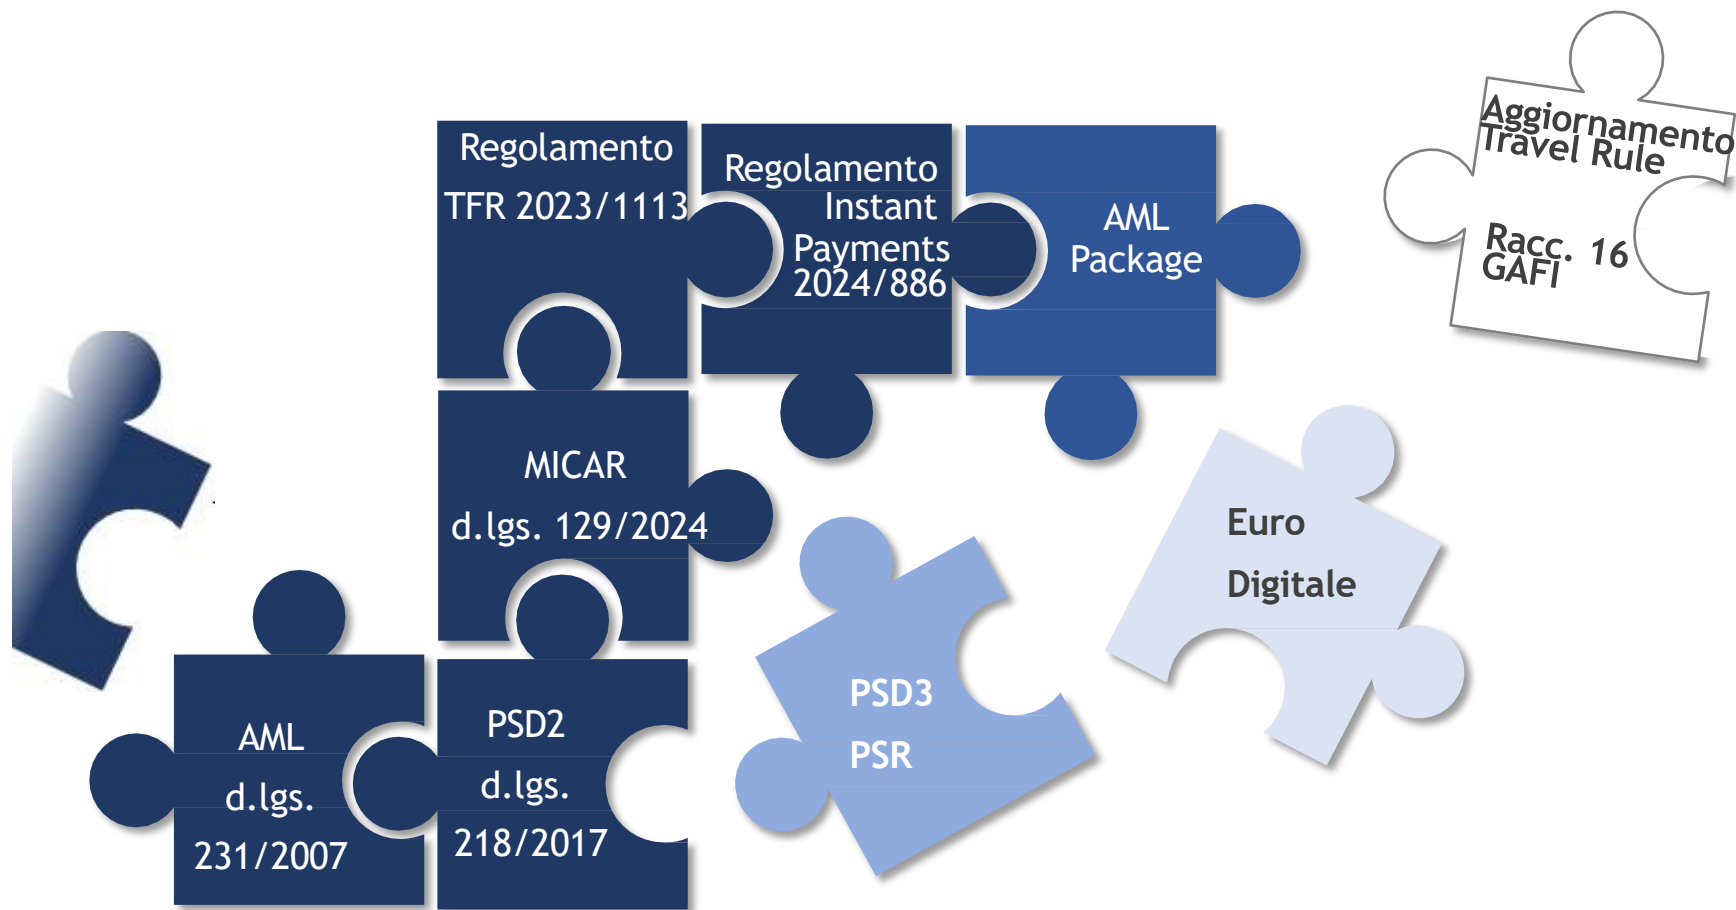 Aggiornamento
Travel Rule
Racc. 16
GAFI
Regolamento
TFR 2023/1113
Regolamento
Instant
Payments
2024/886
AML
Package
MICAR
d.lgs. 129/2024
Euro
Digitale
PSD3
PSR
AML
d.lgs.
231/2007
PSD2
d.lgs.
218/2017